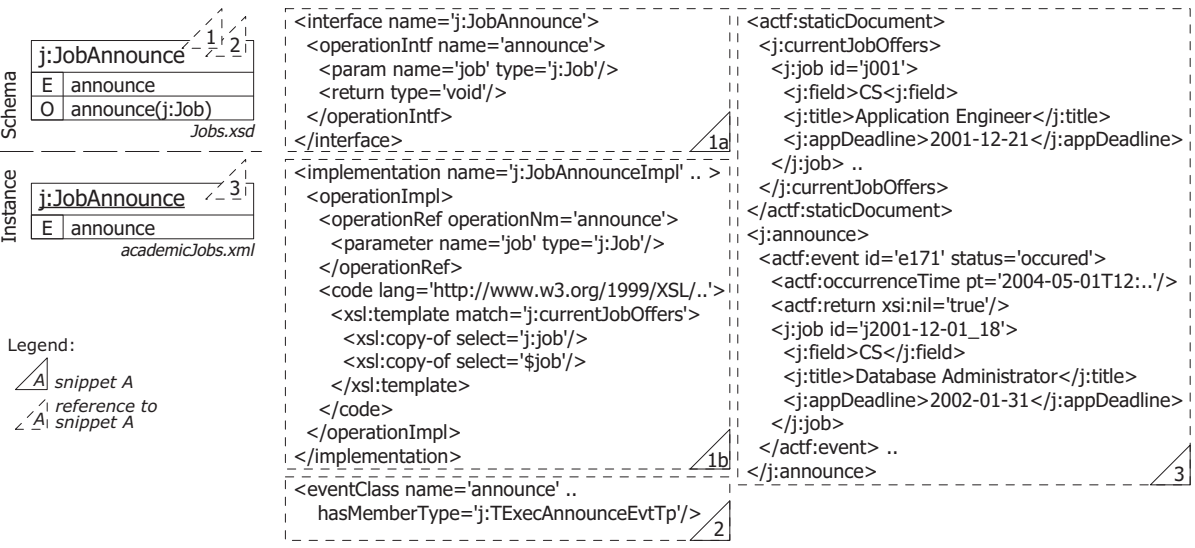 Schema
j:JobAnnounce
1
2
E announce
O announce(j:Job)
Jobs.xsd
Instance
j:JobAnnounce
3
E announce
academicJobs.xml
Legend:
A snippet A
A reference to
snippet A
<interface name='j:JobAnnounce'>
<operationIntf name='announce'>
<param name='job' type='j:Job'/>
<return type='void'/>
</operationIntf>
</interface>
1a
<implementation name='j:JobAnnounceImpl' .. >
<operationImpl>
<operationRef operationNm='announce'>
<parameter name='job' type='j:Job'/>
</operationRef>
<code lang='http://www.w3.org/1999/XSL/..'>
<xsl:template match='j:currentJobOffers'>
<xsl:copy-of select='j:job'/>
<xsl:copy-of select='$job'/>
</xsl:template>
</code>
</operationImpl>
</implementation>
1b
<eventClass name='announce' ..
hasMemberType='j:TExecAnnounceEvtTp'/>
2
<actf:staticDocument>
<j:currentJobOffers>
<j:job id='j001'>
<j:field>CS<j:field>
<j:title>Application Engineer</j:title>
<j:appDeadline>2001-12-21</j:appDeadline>
</j:job> ..
</j:currentJobOffers>
</actf:staticDocument>
<j:announce>
<actf:event id='e171' status='occured'>
<actf:occurrenceTime pt='2004-05-01T12:..'/>
<actf:return xsi:nil='true'/>
<j:job id='j2001-12-01_18'>
<j:field>CS</j:field>
<j:title>Database Administrator</j:title>
<j:appDeadline>2002-01-31</j:appDeadline>
</j:job>
</actf:event> ..
</j:announce>
3